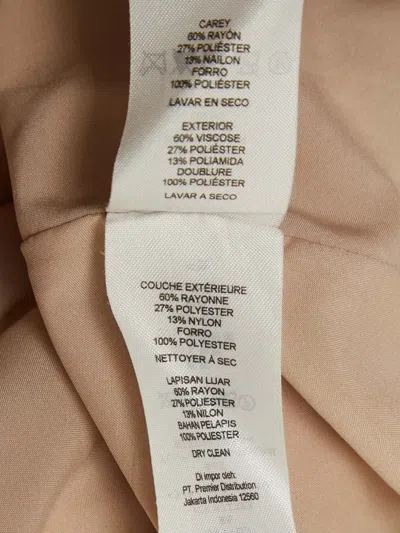 CAREY
60% RAYÓN
27% POLIÉSTER
13% NAILON
FORRO
100% POLIÉSTER
LAVAR EN SECO
EXTERIOR
60% VISCOSE
27% POLIÉSTER
13% POLIAMIDA
DOUBLURE
100% POLIÉSTER
LAVAR A SECO
COUCHE EXTÉRIEURE
60% RAYONNE
27% POLYESTER
13% NYLON
FORRO
100% POLYESTER
NETTOYER À SEC
LAPISAN LUAR
60% RAYON
27% POLIESTER
13% NILON
BAHAN PELAPIS
100% POLIESTER
DRY CLEAN
Di impor oleh:
PT. Premier Distribution
Jakarta Indonesia 12560